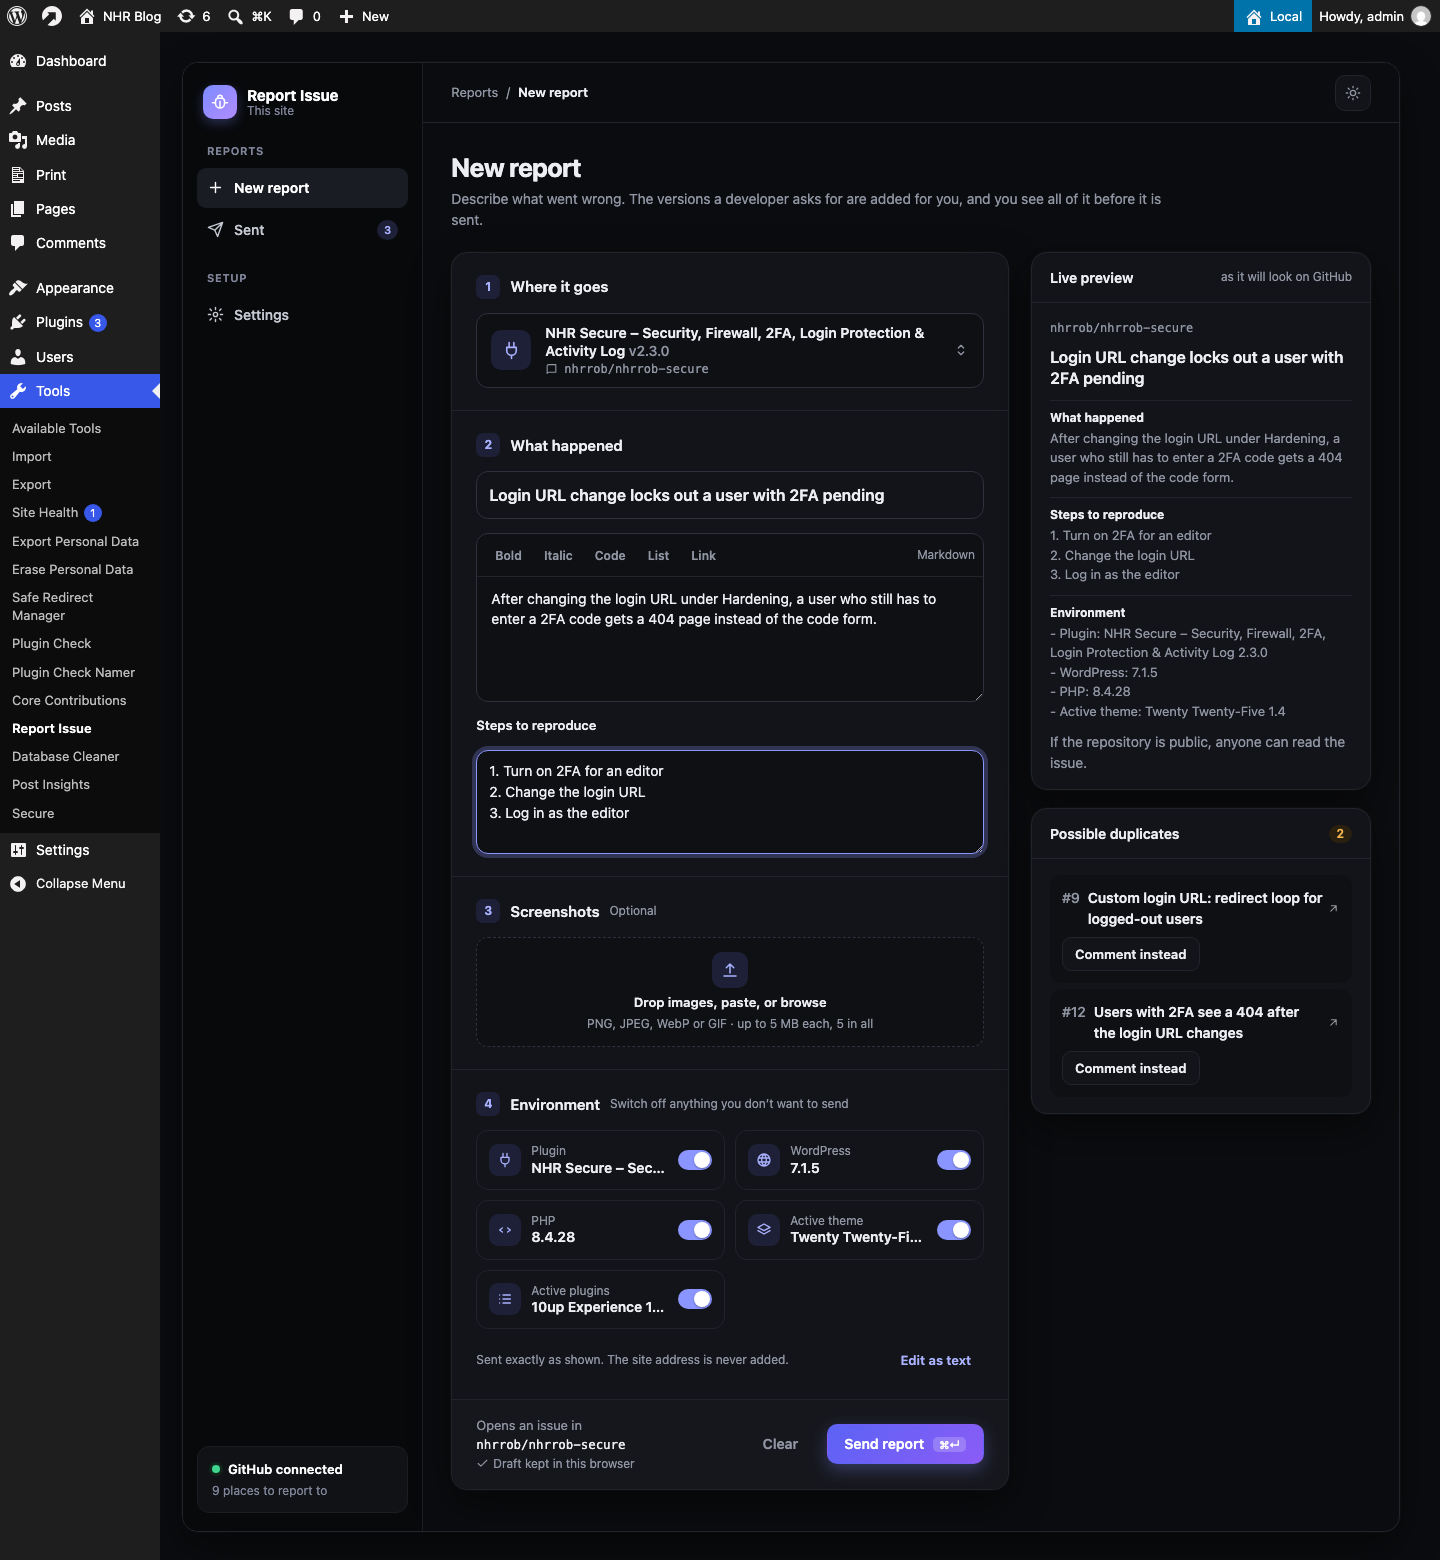 NHR Blog
6
⌘K
0
New
Local
Howdy, admin
Dashboard
Posts
Media
Print
Pages
Comments
Appearance
Plugins 3
Users
Tools
Available Tools
Import
Export
Site Health 1
Export Personal Data
Erase Personal Data
Safe Redirect
Manager
Plugin Check
Plugin Check Namer
Core Contributions
Report Issue
Database Cleaner
Post Insights
Secure
Settings
Collapse Menu
Report Issue
This site
REPORTS
New report
Sent 3
SETUP
Settings
GitHub connected
9 places to report to
Reports / New report
New report
Describe what went wrong. The versions a developer asks for are added for you, and you see all of it before it is
sent.
1 Where it goes
NHR Secure – Security, Firewall, 2FA, Login Protection &
Activity Log v2.3.0
nhrrob/nhrrob-secure
2 What happened
Login URL change locks out a user with 2FA pending
Bold Italic Code List Link Markdown
After changing the login URL under Hardening, a user who still has to
enter a 2FA code gets a 404 page instead of the code form.
Steps to reproduce
1. Turn on 2FA for an editor
2. Change the login URL
3. Log in as the editor
3 Screenshots Optional
Drop images, paste, or browse
PNG, JPEG, WebP or GIF · up to 5 MB each, 5 in all
4 Environment Switch off anything you don’t want to send
Plugin
NHR Secure – Sec...
WordPress
7.1.5
PHP
8.4.28
Active theme
Twenty Twenty-Fi...
Active plugins
10up Experience 1...
Sent exactly as shown. The site address is never added.
Edit as text
Opens an issue in
nhrrob/nhrrob-secure
Draft kept in this browser
Clear
Send report ⌘↵
Live preview
as it will look on GitHub
nhrrob/nhrrob-secure
Login URL change locks out a user with
2FA pending
What happened
After changing the login URL under Hardening, a
user who still has to enter a 2FA code gets a 404
page instead of the code form.
Steps to reproduce
1. Turn on 2FA for an editor
2. Change the login URL
3. Log in as the editor
Environment
- Plugin: NHR Secure – Security, Firewall, 2FA,
Login Protection & Activity Log 2.3.0
- WordPress: 7.1.5
- PHP: 8.4.28
- Active theme: Twenty Twenty-Five 1.4
If the repository is public, anyone can read the
issue.
Possible duplicates 2
#9 Custom login URL: redirect loop for
logged-out users
Comment instead
#12 Users with 2FA see a 404 after
the login URL changes
Comment instead